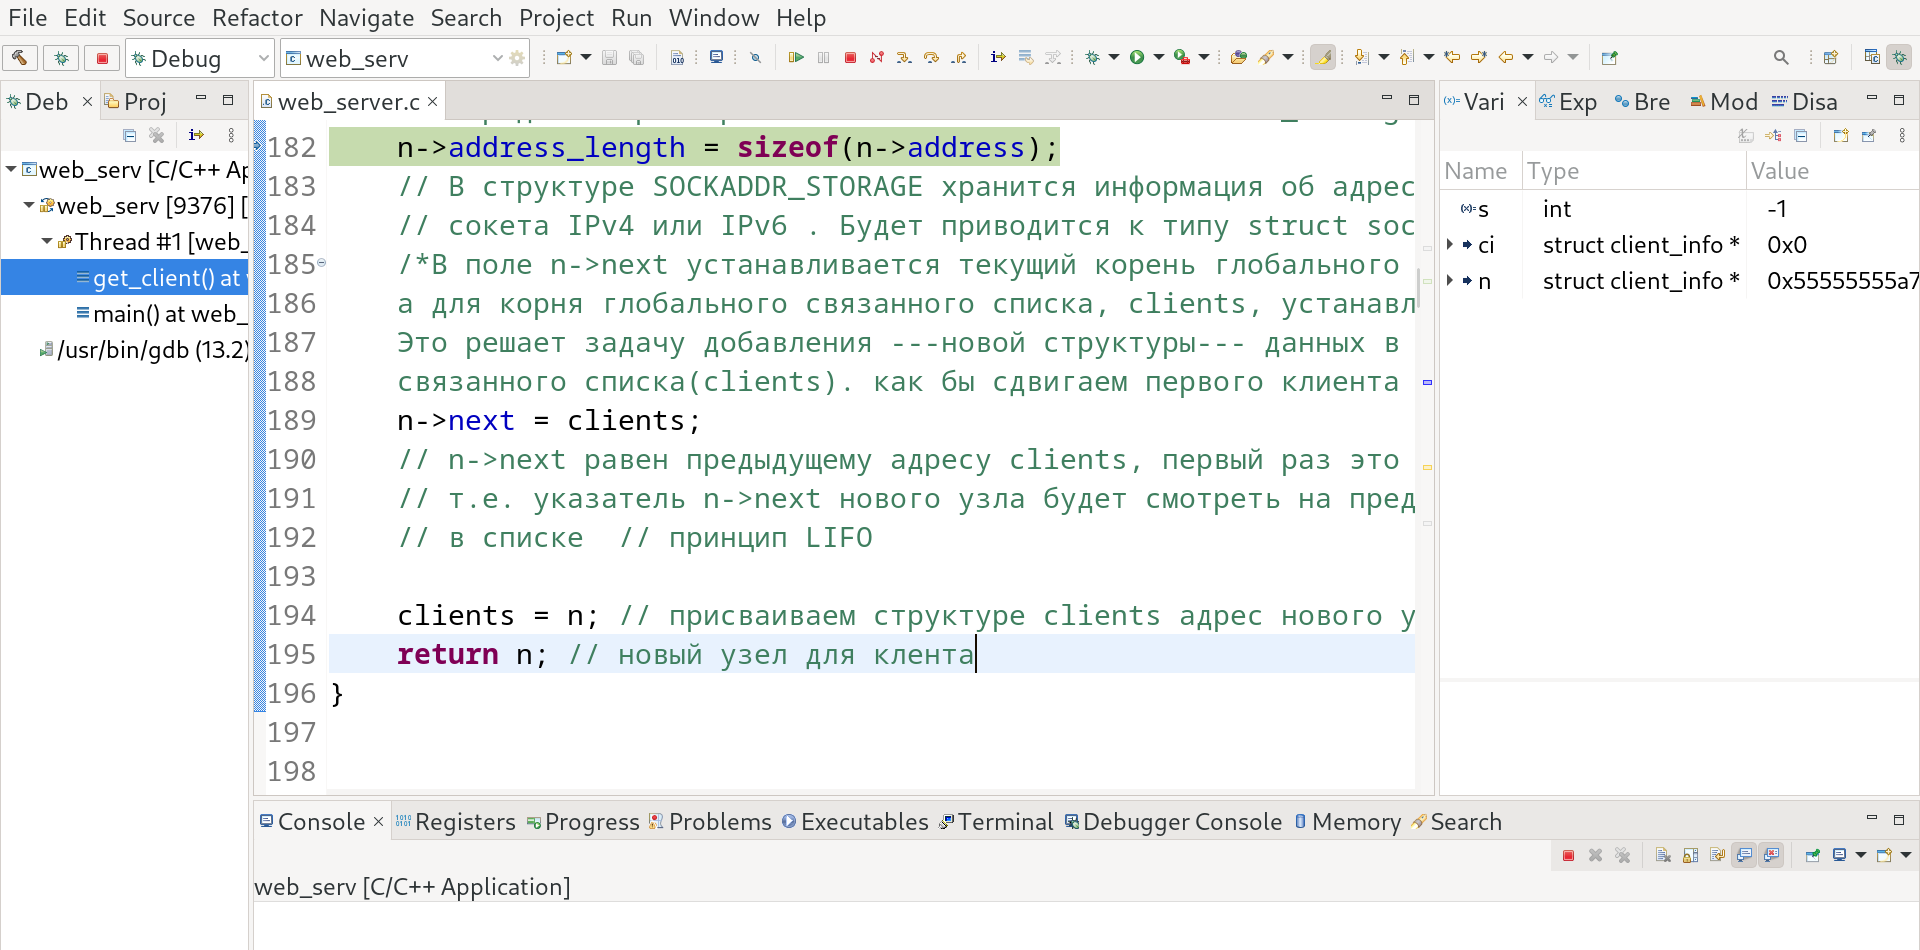 File Edit Source Refactor Navigate Search Project Run Window Help
Debug web_serv
Deb Proj
web_serv [C/C++ Ap
web_serv [9376] [
Thread #1 [web_
get_client() at
main() at web_
/usr/bin/gdb (13.2)
web_server.c
182 n->address_length = sizeof(n->address);
183 // В структуре SOCKADDR_STORAGE хранится информация об адрес
184 // сокета IPv4 или IPv6 . Будет приводится к типу struct soc
185 /*В поле n->next устанавливается текущий корень глобального
186 а для корня глобального связанного списка, clients, устанавл
187 Это решает задачу добавления ---новой структуры--- данных в
188 связанного списка(clients). как бы сдвигаем первого клиента
189 n->next = clients;
190 // n->next равен предыдущему адресу clients, первый раз это
191 // т.е. указатель n->next нового узла будет смотреть на пред
192 // в списке // принцип LIFO
193
194 clients = n; // присваиваем структуре clients адрес нового у
195 return n; // новый узел для клента
196 }
197
198
Vari Exp Bre Mod Disa
Name Type Value
s int -1
ci struct client_info * 0x0
n struct client_info * 0x55555555a7
Console Registers Progress Problems Executables Terminal Debugger Console Memory Search
web_serv [C/C++ Application]